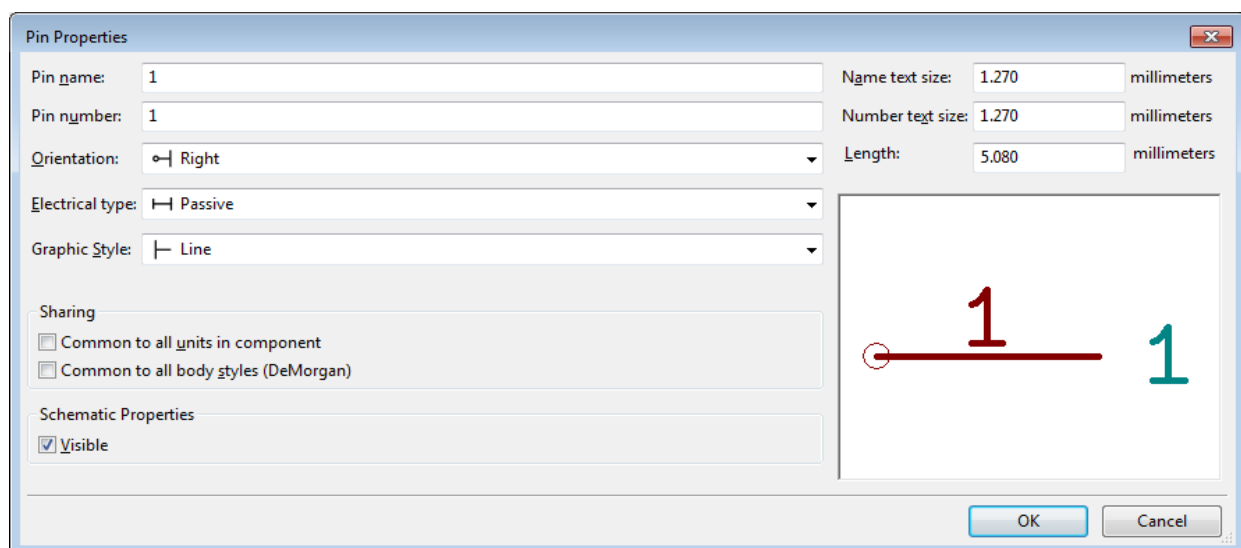 Pin Properties
Pin name: 1
Name text size: 1.270 millimeters
Pin number: 1
Number text size: 1.270 millimeters
Orientation: Right
Length: 5.080 millimeters
Electrical type: Passive
Graphic Style: Line
Sharing
Common to all units in component
Common to all body styles (DeMorgan)
Schematic Properties
Visible
1
1
OK
Cancel